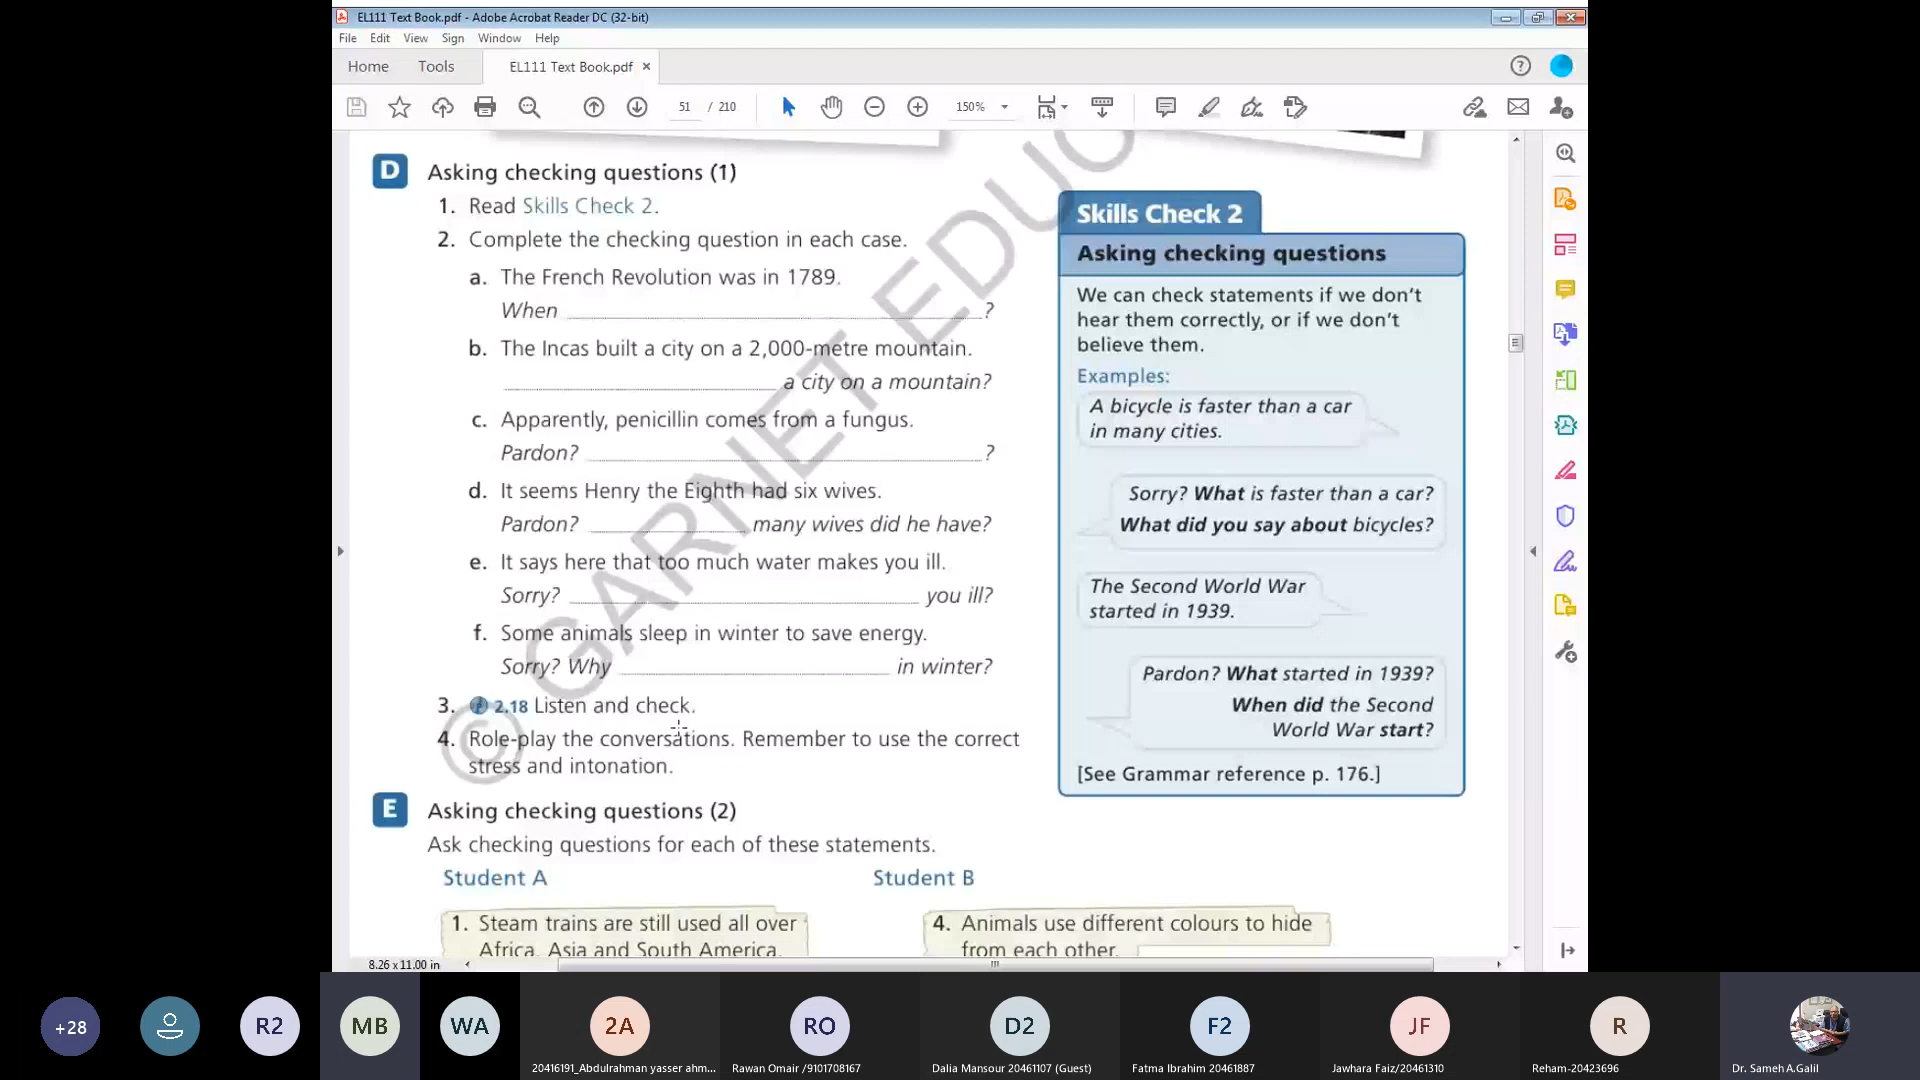 EL111 Text Book.pdf - Adobe Acrobat Reader DC (32-bit)
File Edit View Sign Window Help
Home Tools EL111 Text Book.pdf
51 / 210 150%
D Asking checking questions (1)
1. Read Skills Check 2.
2. Complete the checking question in each case.
a. The French Revolution was in 1789.
When ?
b. The Incas built a city on a 2,000-metre mountain.
a city on a mountain?
c. Apparently, penicillin comes from a fungus.
Pardon? ?
d. It seems Henry the Eighth had six wives.
Pardon? many wives did he have?
e. It says here that too much water makes you ill.
Sorry? you ill?
f. Some animals sleep in winter to save energy.
Sorry? Why in winter?
3. 2.18 Listen and check.
4. Role-play the conversations. Remember to use the correct
stress and intonation.
Skills Check 2
Asking checking questions
We can check statements if we don't
hear them correctly, or if we don't
believe them.
Examples:
A bicycle is faster than a car
in many cities.
Sorry? What is faster than a car?
What did you say about bicycles?
The Second World War
started in 1939.
Pardon? What started in 1939?
When did the Second
World War start?
[See Grammar reference p. 176.]
E Asking checking questions (2)
Ask checking questions for each of these statements.
Student A
1. Steam trains are still used all over
Africa, Asia and South America.
Student B
4. Animals use different colours to hide
from each other.
© GARNET EDUC
8.26 x 11.00 in
+28
R2
MB
WA
2A
RO
D2
F2
JF
R
20416191_Abdulrahman yasser ahm...
Rawan Omair /9101708167
Dalia Mansour 20461107 (Guest)
Fatma Ibrahim 20461887
Jawhara Faiz/20461310
Reham-20423696
Dr. Sameh A.Galil